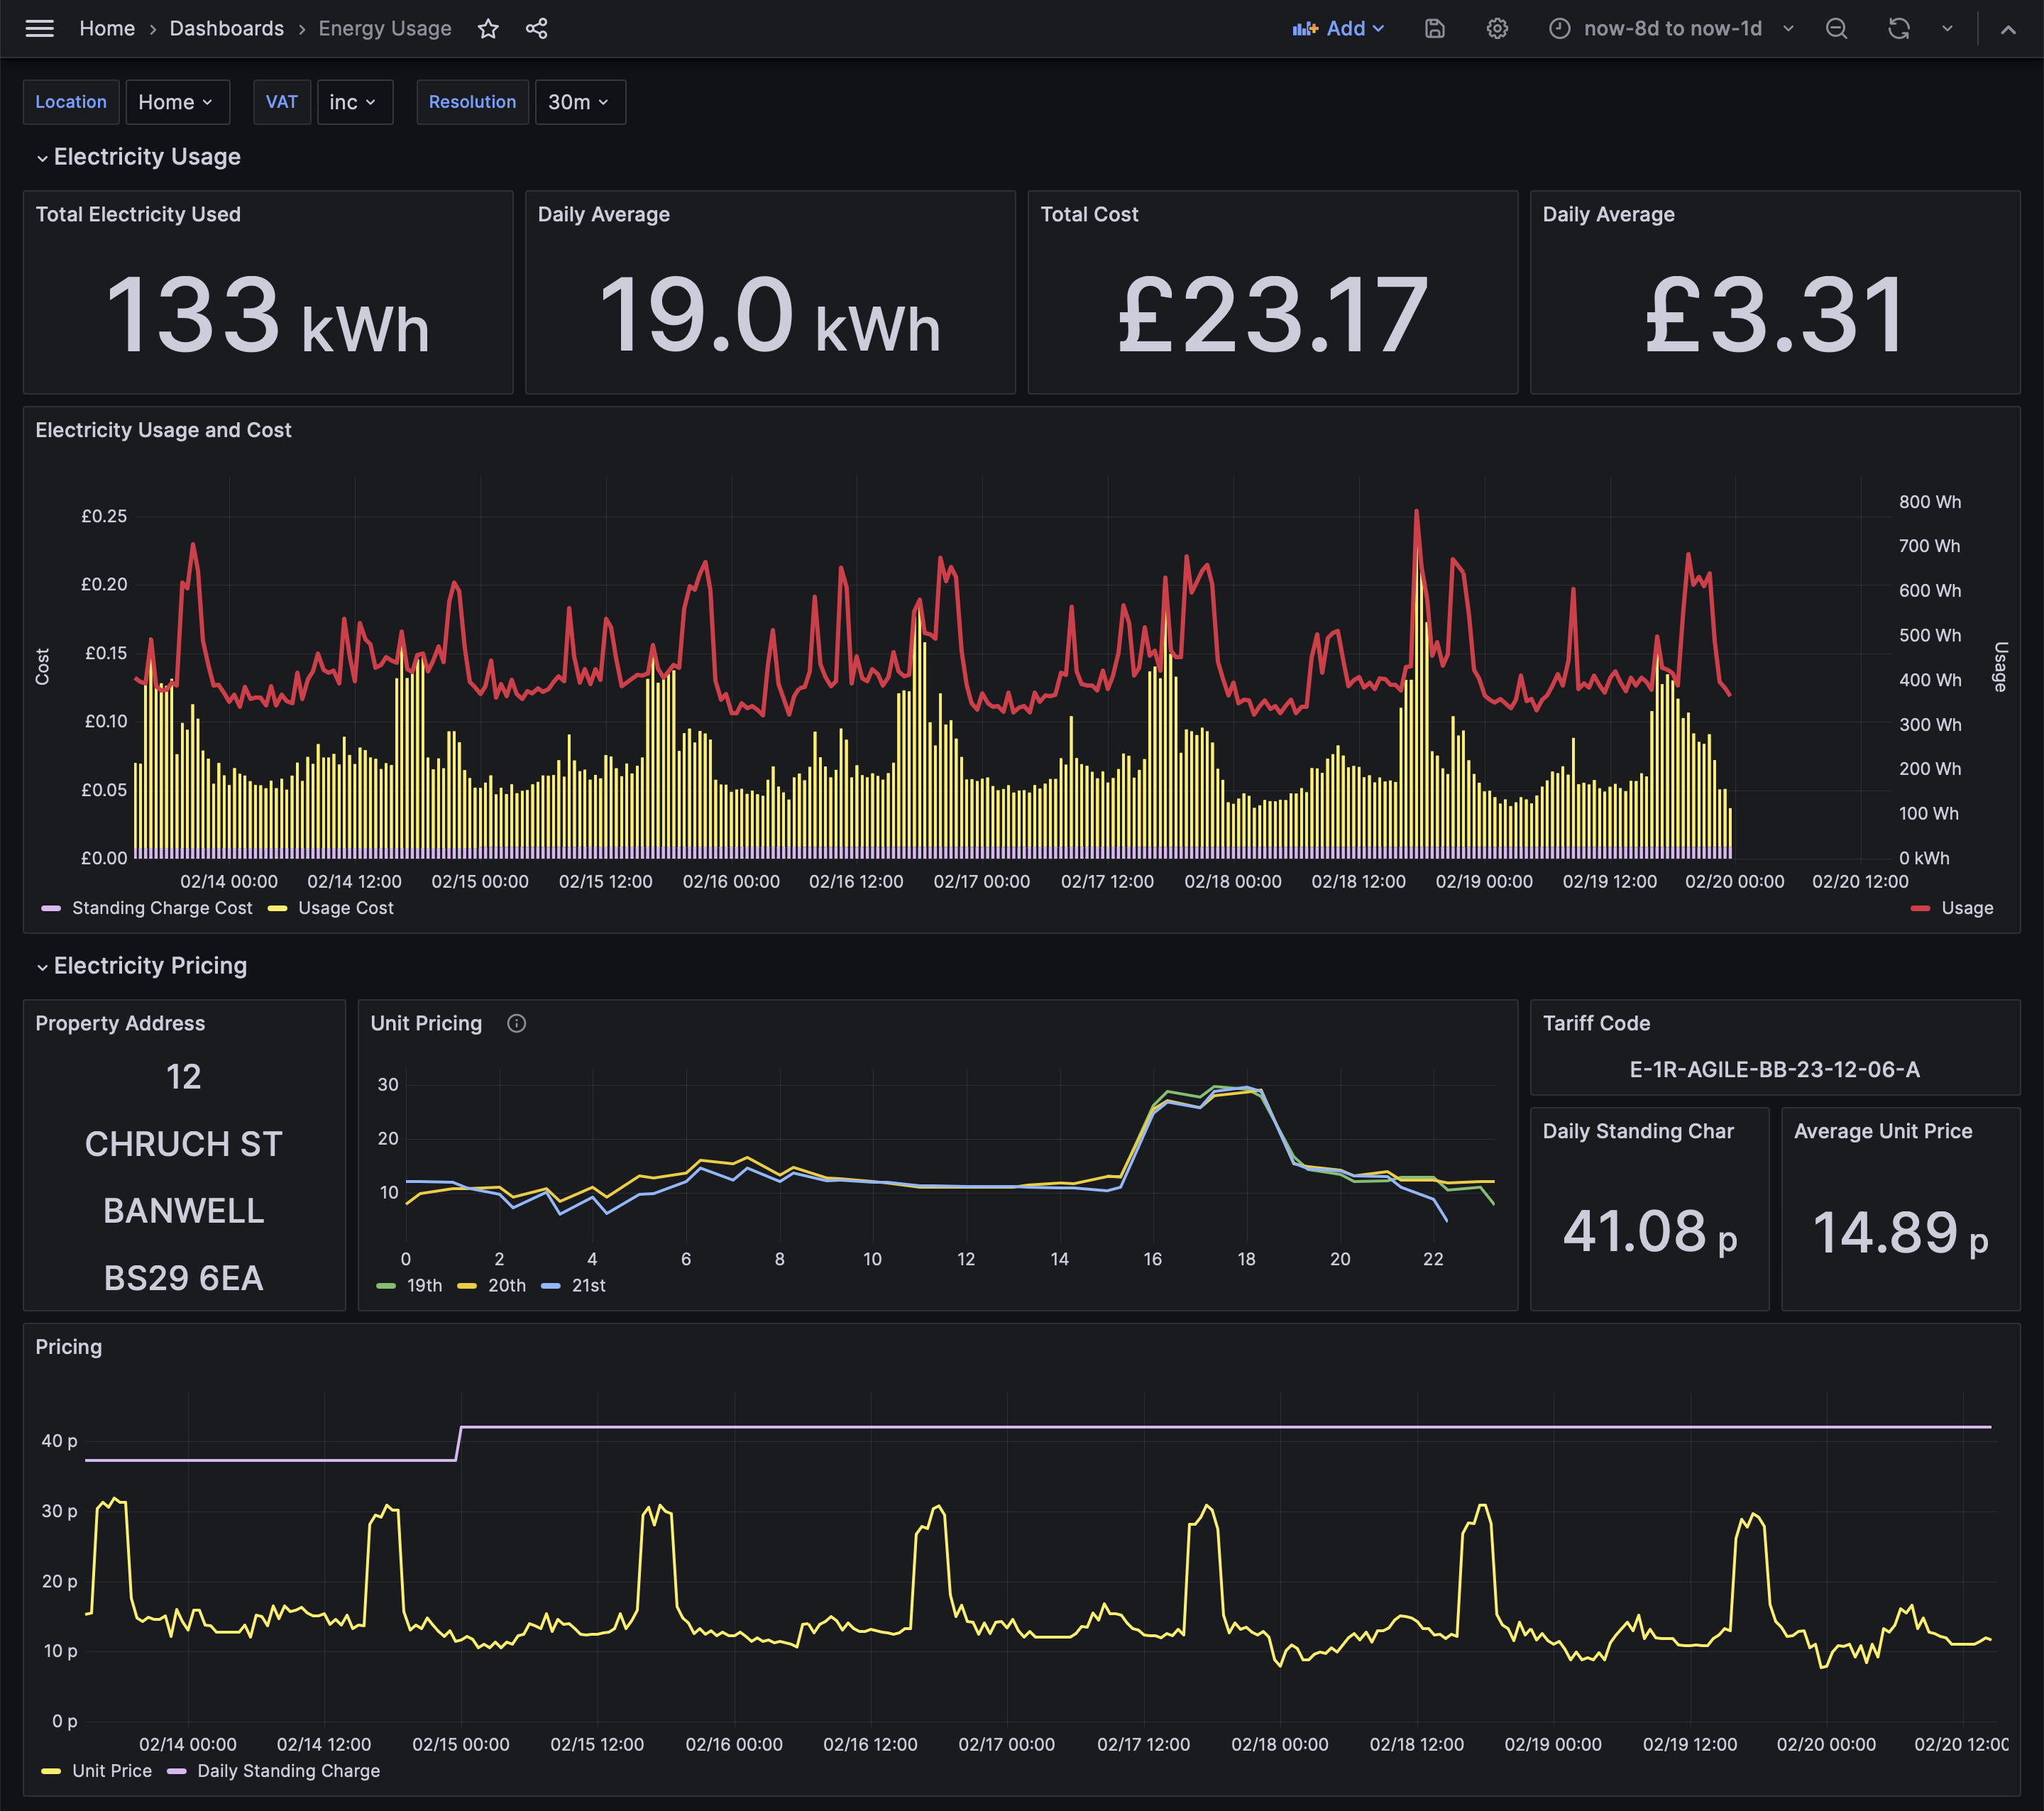 Home › Dashboards › Energy Usage
Add
now-8d to now-1d
Location Home VAT inc Resolution 30m
Electricity Usage
Total Electricity Used
133 kWh
Daily Average
19.0 kWh
Total Cost
£23.17
Daily Average
£3.31
Electricity Usage and Cost
Cost
£0.25
£0.20
£0.15
£0.10
£0.05
£0.00
800 Wh
700 Wh
600 Wh
500 Wh
400 Wh
300 Wh
200 Wh
100 Wh
0 kWh
Usage
02/14 00:00 02/14 12:00 02/15 00:00 02/15 12:00 02/16 00:00 02/16 12:00 02/17 00:00 02/17 12:00 02/18 00:00 02/18 12:00 02/19 00:00 02/19 12:00 02/20 00:00 02/20 12:00
Standing Charge Cost Usage Cost Usage
Electricity Pricing
Property Address
12
CHRUCH ST
BANWELL
BS29 6EA
Unit Pricing
30
20
10
0 2 4 6 8 10 12 14 16 18 20 22
19th 20th 21st
Tariff Code
E-1R-AGILE-BB-23-12-06-A
Daily Standing Char
41.08 p
Average Unit Price
14.89 p
Pricing
40 p
30 p
20 p
10 p
0 p
02/14 00:00 02/14 12:00 02/15 00:00 02/15 12:00 02/16 00:00 02/16 12:00 02/17 00:00 02/17 12:00 02/18 00:00 02/18 12:00 02/19 00:00 02/19 12:00 02/20 00:00 02/20 12:00
Unit Price Daily Standing Charge